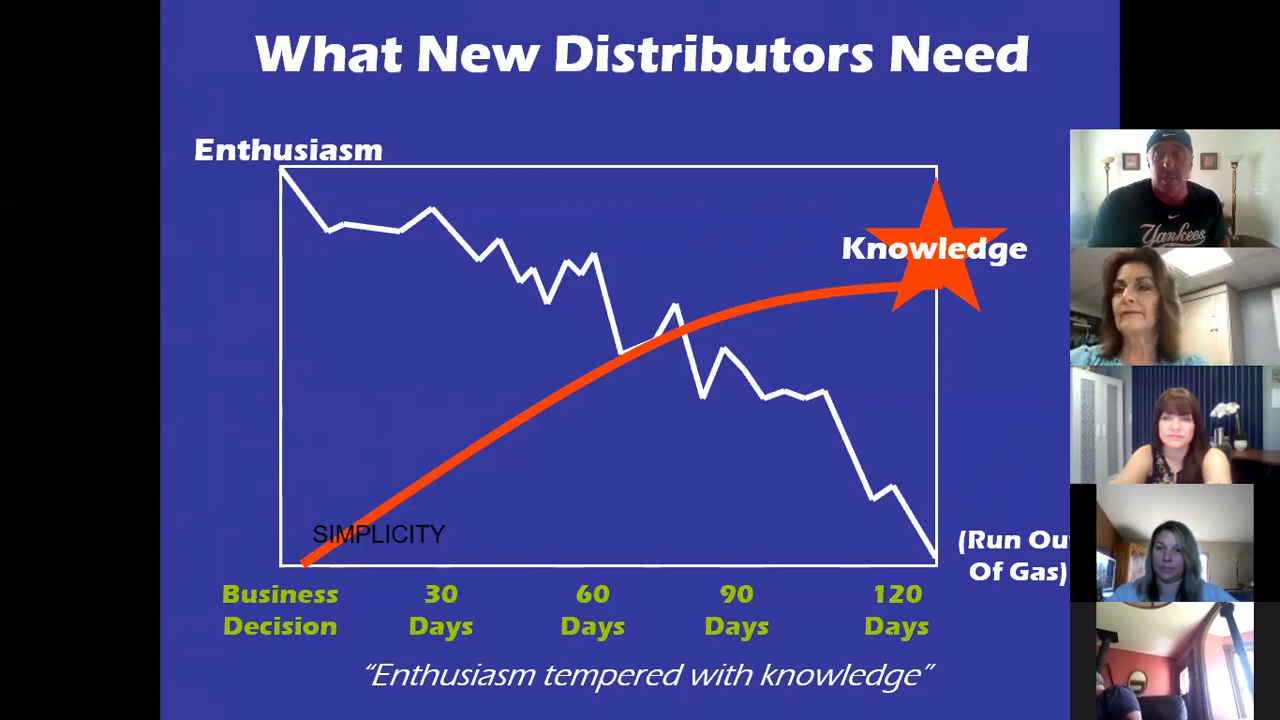 What New Distributors Need
Enthusiasm
Knowledge
SIMPLICITY
(Run Ou
Of Gas)
Business
Decision
30
Days
60
Days
90
Days
120
Days
“Enthusiasm tempered with knowledge”
Yankees